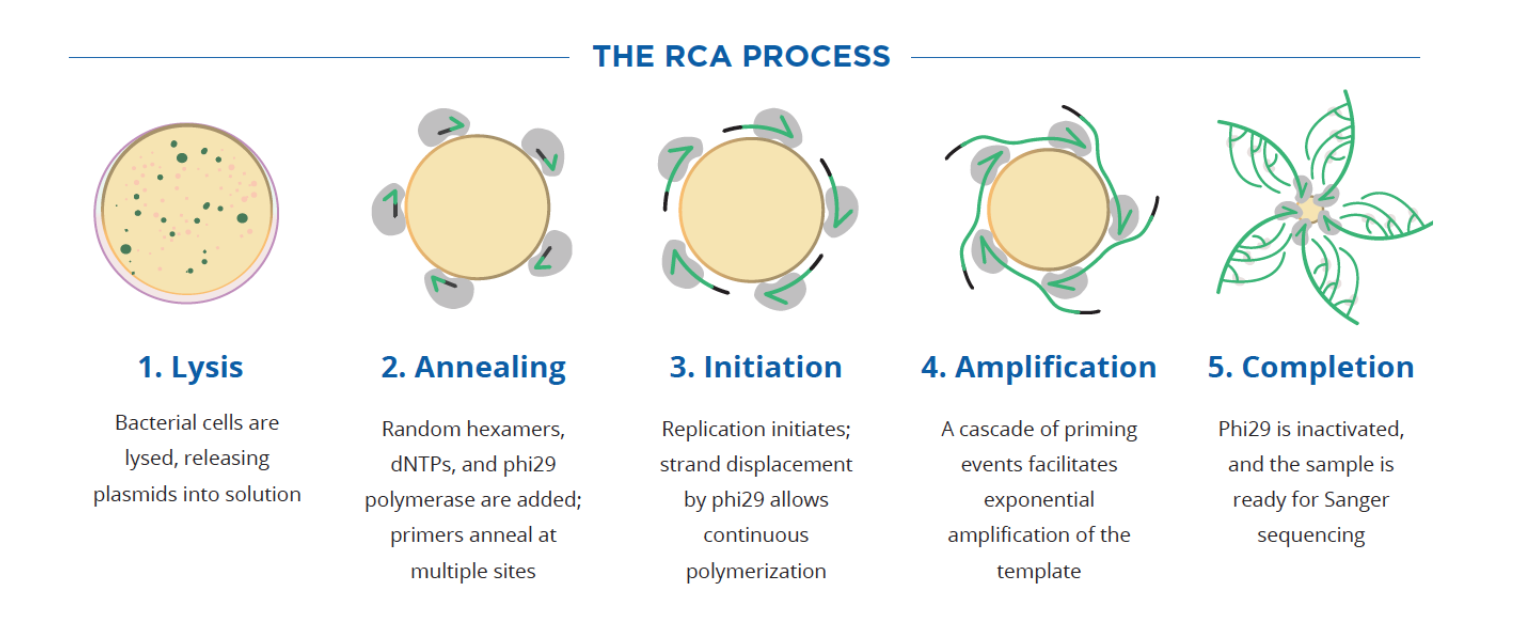 THE RCA PROCESS
1. Lysis
Bacterial cells are
lysed, releasing
plasmids into solution
2. Annealing
Random hexamers,
dNTPs, and phi29
polymerase are added;
primers anneal at
multiple sites
3. Initiation
Replication initiates;
strand displacement
by phi29 allows
continuous
polymerization
4. Amplification
A cascade of priming
events facilitates
exponential
amplification of the
template
5. Completion
Phi29 is inactivated,
and the sample is
ready for Sanger
sequencing